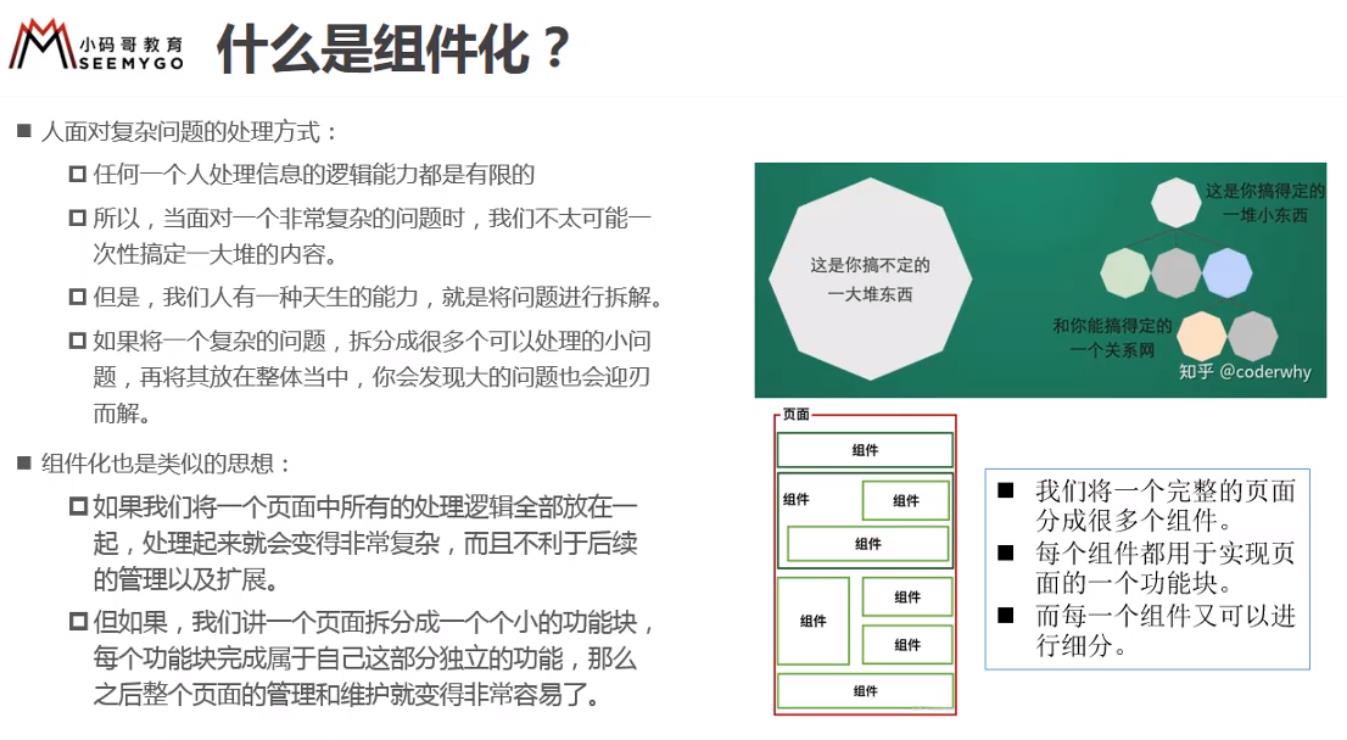 小码哥教育
SEEMYGO
什么是组件化？
■ 人面对复杂问题的处理方式：
任何一个人处理信息的逻辑能力都是有限的
所以，当面对一个非常复杂的问题时，我们不太可能一
次性搞定一大堆的内容。
但是，我们人有一种天生的能力，就是将问题进行拆解。
如果将一个复杂的问题，拆分成很多个可以处理的小问
题，再将其放在整体当中，你会发现大的问题也会迎刃
而解。
■ 组件化也是类似的思想：
如果我们将一个页面中所有的处理逻辑全部放在一
起，处理起来就会变得非常复杂，而且不利于后续
的管理以及扩展。
但如果，我们讲一个页面拆分成一个个小的功能块，
每个功能块完成属于自己这部分独立的功能，那么
之后整个页面的管理和维护就变得非常容易了。
这是你搞不定的
一大堆东西
这是你搞得定的
一堆小东西
和你能搞得定的
一个关系网
知乎 @coderwhy
页面
组件
组件
组件
组件
组件
组件
组件
组件
■ 我们将一个完整的页面
分成很多个组件。
■ 每个组件都用于实现页
面的一个功能块。
■ 而每一个组件又可以进
行细分。